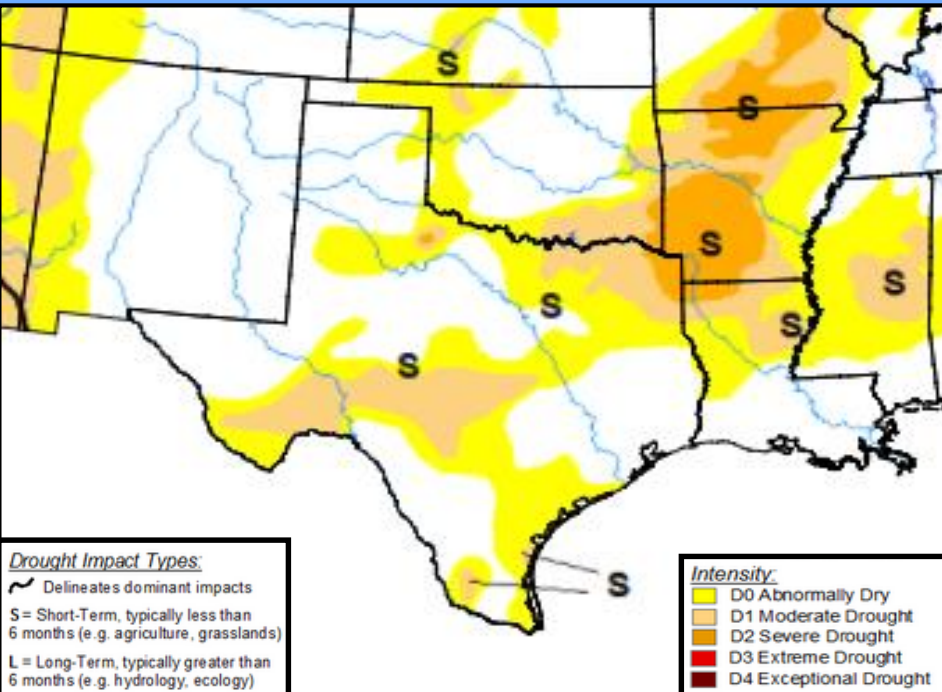 S
S
S
S
S
S
S
S
Drought Impact Types:
Delineates dominant impacts
S = Short-Term, typically less than
6 months (e.g. agriculture, grasslands)
L = Long-Term, typically greater than
6 months (e.g. hydrology, ecology)
Intensity:
D0 Abnormally Dry
D1 Moderate Drought
D2 Severe Drought
D3 Extreme Drought
D4 Exceptional Drought